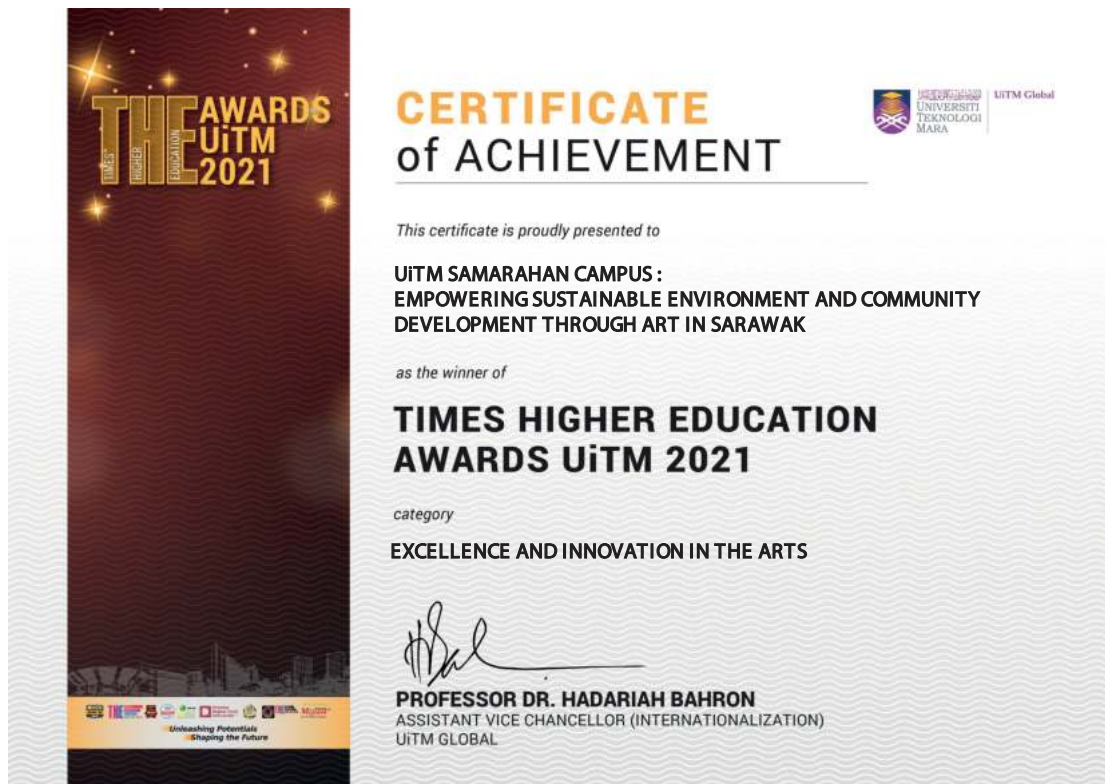 THE AWARDS
UiTM
2021
TIMES HIGHER EDUCATION
CERTIFICATE
of ACHIEVEMENT
UNIVERSITI
TEKNOLOGI
MARA
UiTM Global
This certificate is proudly presented to
UiTM SAMARAHAN CAMPUS :
EMPOWERING SUSTAINABLE ENVIRONMENT AND COMMUNITY
DEVELOPMENT THROUGH ART IN SARAWAK
as the winner of
TIMES HIGHER EDUCATION
AWARDS UiTM 2021
category
EXCELLENCE AND INNOVATION IN THE ARTS
PROFESSOR DR. HADARIAH BAHRON
ASSISTANT VICE CHANCELLOR (INTERNATIONALIZATION)
UiTM GLOBAL
THE
Unleashing Potentials
Shaping the Future